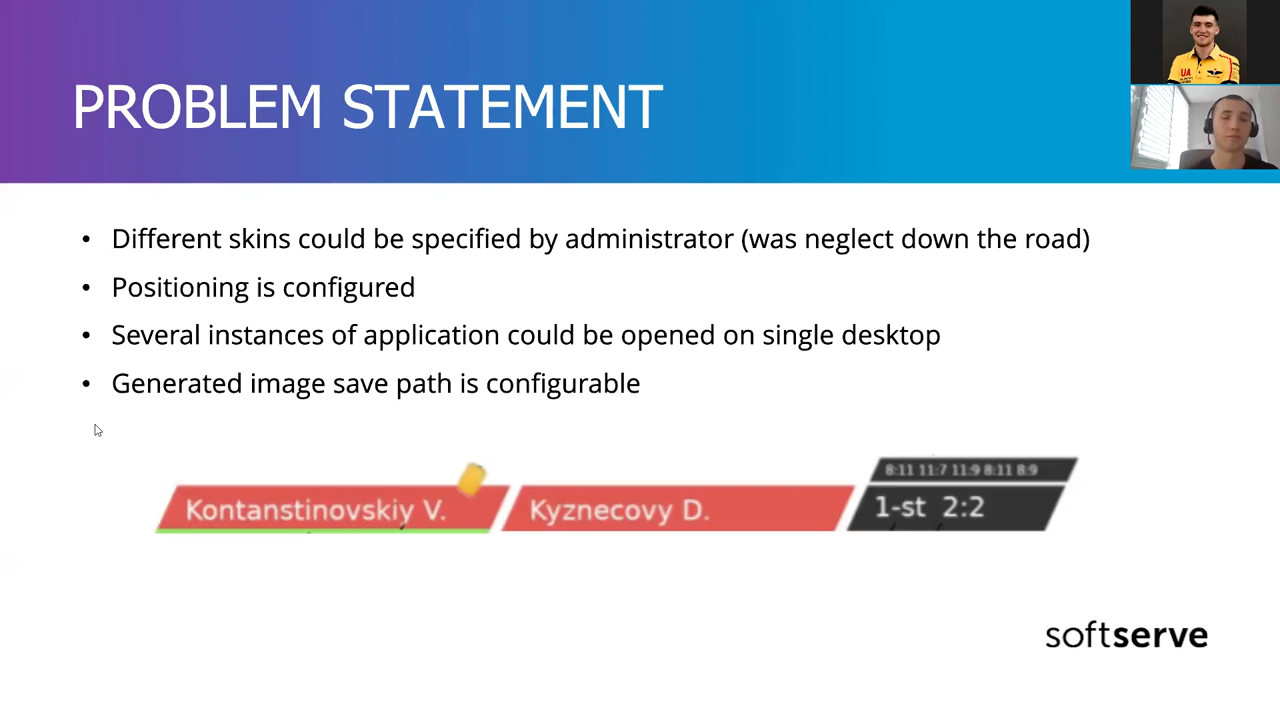 PROBLEM STATEMENT
UA
• Different skins could be specified by administrator (was neglect down the road)
• Positioning is configured
• Several instances of application could be opened on single desktop
• Generated image save path is configurable
8:11 11:7 11:9 8:11 8:9
Kontanstinovskiy V. Kyznecovy D. 1-st 2:2
softserve